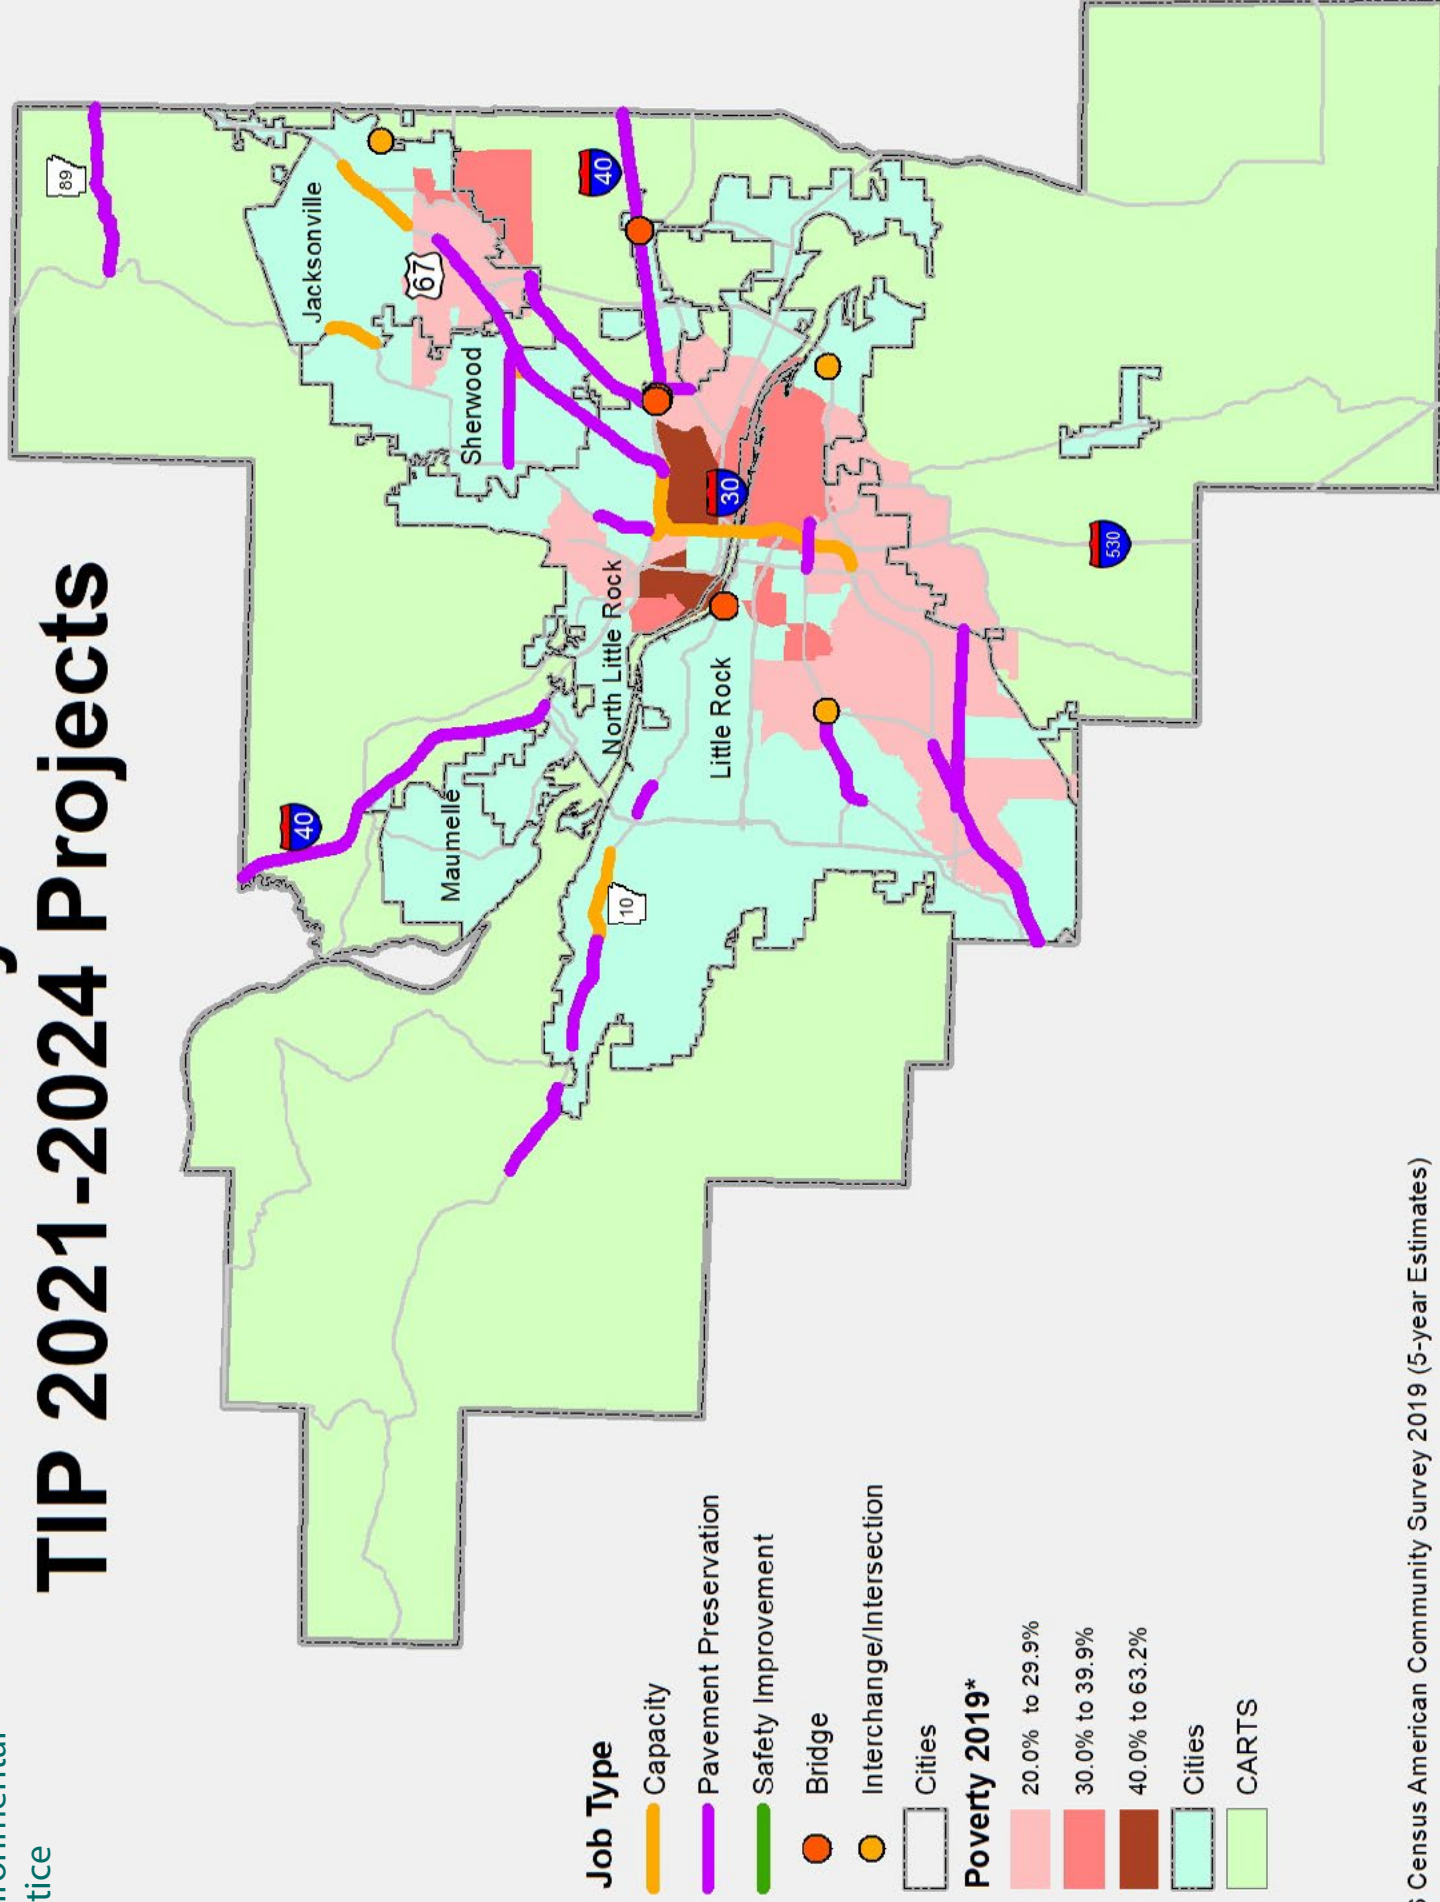 TIP 2021-2024 Projects
89
Jacksonville
67
40
Sherwood
40
Maumelle
North Little Rock
30
10
Little Rock
530
Job Type
Capacity
Pavement Preservation
Safety Improvement
Bridge
Interchange/Intersection
Cities
Poverty 2019*
20.0% to 29.9%
30.0% to 39.9%
40.0% to 63.2%
Cities
CARTS
Census American Community Survey 2019 (5-year Estimates)